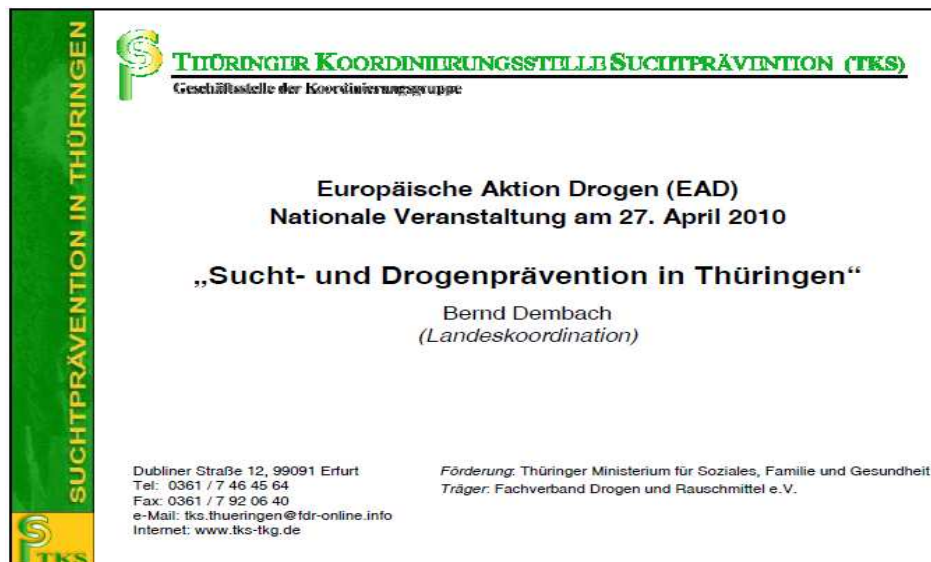 SUCHTPRÄVENTION IN THÜRINGEN
TKS
THÜRINGER KOORDINIERUNGSSTELLE SUCHTPRÄVENTION (TKS)
Geschäftsstelle der Koordinierungsgruppe
Europäische Aktion Drogen (EAD)
Nationale Veranstaltung am 27. April 2010
„Sucht- und Drogenprävention in Thüringen“
Bernd Dembach
(Landeskoordination)
Dubliner Straße 12, 99091 Erfurt
Tel: 0361 / 7 46 45 64
Fax: 0361 / 7 92 06 40
e-Mail: tks.thueringen@fdr-online.info
Internet: www.tks-tkg.de
Förderung: Thüringer Ministerium für Soziales, Familie und Gesundheit
Träger: Fachverband Drogen und Rauschmittel e.V.